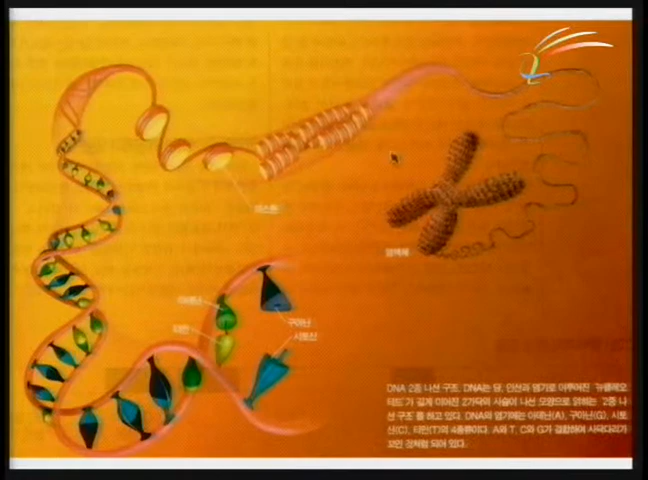 히스톤
염색체
아데닌
구아닌
티민
시토신
DNA 2중 나선 구조. DNA는 당, 인산과 염기로 이루어진 '뉴클레오
티드'가 길게 이어진 2가닥의 사슬이 나선 모양으로 얽히는 '2중 나
선 구조'를 하고 있다. DNA의 염기에는 아데닌(A), 구아닌(G), 시토
신(C), 티민(T)의 4종류이다. A와 T, C와 G가 결합하여 사다리가
꼬인 것처럼 되어 있다.